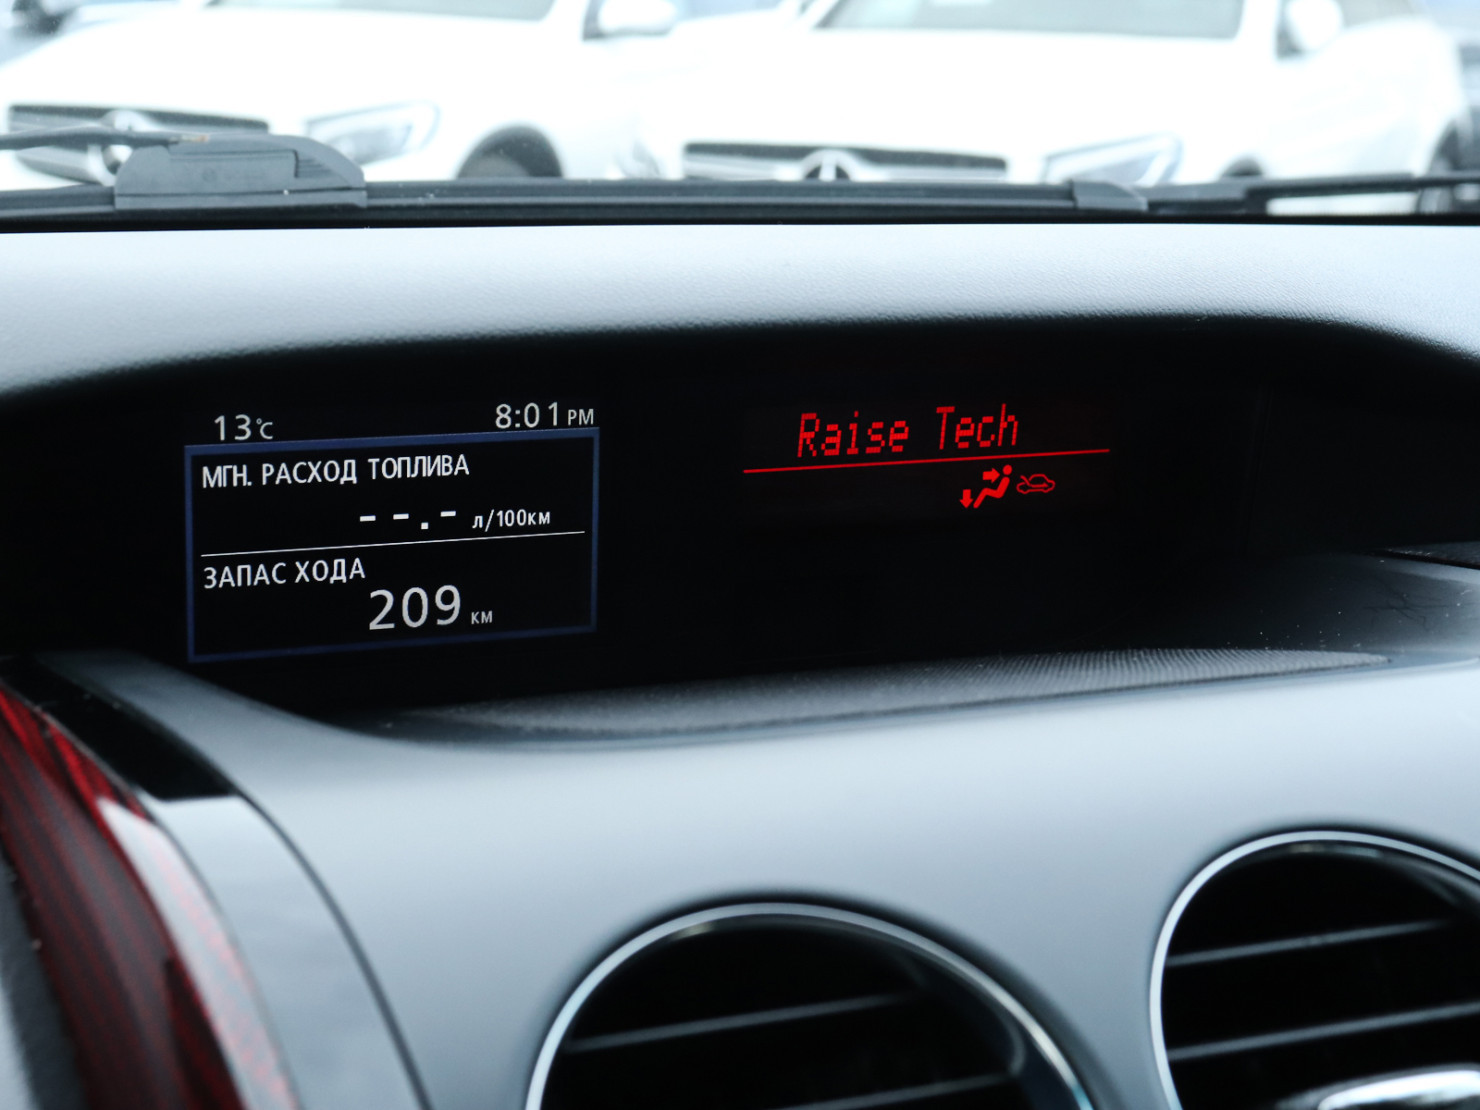 13°C 8:01 PM
МГН. РАСХОД ТОПЛИВА
--.- л/100км
ЗАПАС ХОДА
209 км
Raise Tech